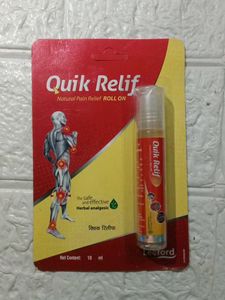 Quik Relif
Natural Pain Relief ROLL ON
The Safe
and Effective
Herbal analgesic
क्विक रिलीफ
Net Content: 10 ml
Quik Relif
Leeford